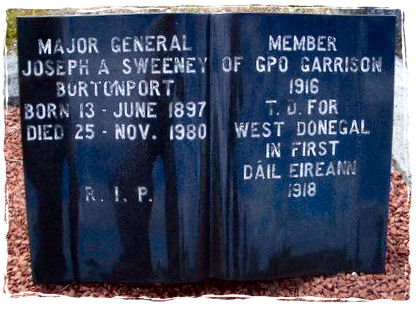 MAJOR GENERAL
JOSEPH A SWEENEY
BURTONPORT
BORN 13 - JUNE 1897
DIED 25 - NOV. 1980
R. I. P.
MEMBER
OF GPO GARRISON
1916
T. D. FOR
WEST DONEGAL
IN FIRST
DÁIL EIREANN
1918